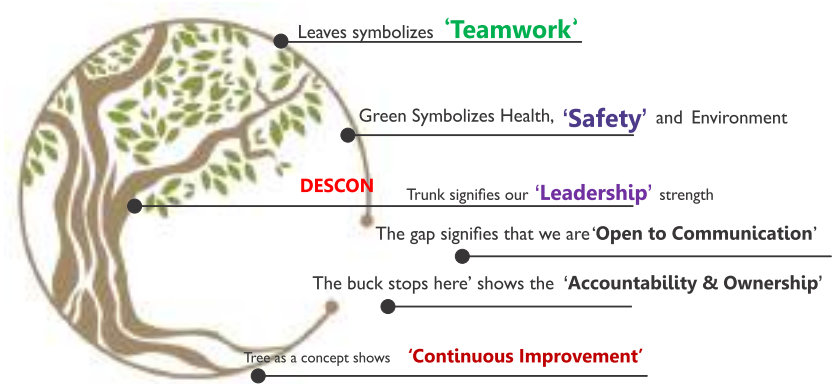 Leaves symbolizes ‘Teamwork’
Green Symbolizes Health, ‘Safety’ and Environment
DESCON
Trunk signifies our ‘Leadership’ strength
The gap signifies that we are ‘Open to Communication’
The buck stops here’ shows the ‘Accountability & Ownership’
Tree as a concept shows ‘Continuous Improvement’